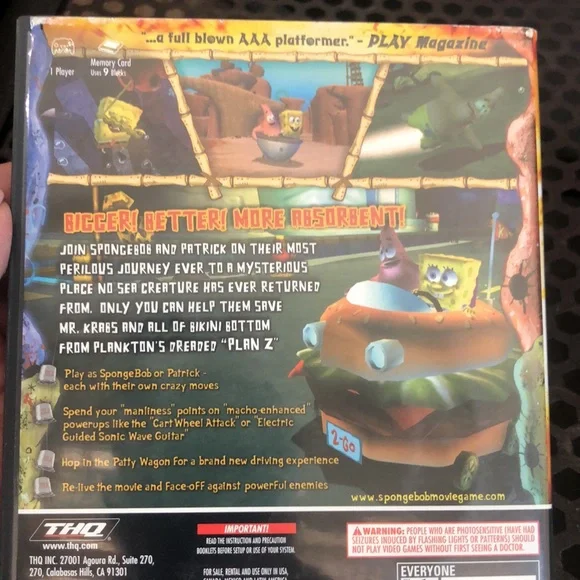 "...a full blown AAA platformer." - PLAY Magazine
1 Player
Memory Card
Uses 9 Blocks
BIGGER! BETTER! MORE ABSORBENT!
JOIN SPONGEBOB AND PATRICK ON THEIR MOST
PERILOUS JOURNEY EVER TO A MYSTERIOUS
PLACE NO SEA CREATURE HAS EVER RETURNED
FROM. ONLY YOU CAN HELP THEM SAVE
MR. KRABS AND ALL OF BIKINI BOTTOM
FROM PLANKTON'S DREADED "PLAN Z"
Play as SpongeBob or Patrick -
each with their own crazy moves
Spend your "manliness" points on "macho-enhanced"
powerups like the "Cart Wheel Attack" or "Electric
Guided Sonic Wave Guitar"
Hop in the Patty Wagon for a brand new driving experience
Re-live the movie and Face-off against powerful enemies
2-GO
www.spongebobmoviegame.com
THQ
www.thq.com
THQ INC. 27001 Agoura Rd., Suite 270,
270, Calabasas Hills, CA 91301
IMPORTANT!
READ THE INSTRUCTION AND PRECAUTION
BOOKLETS BEFORE SETUP OR USE OF YOUR SYSTEM.
FOR SALE, RENTAL AND USE ONLY IN USA,
CANADA, MEXICO AND LATIN AMERICA
WARNING: PEOPLE WHO ARE PHOTOSENSITIVE (HAVE HAD
SEIZURES INDUCED BY FLASHING LIGHTS OR PATTERNS) SHOULD
NOT PLAY VIDEO GAMES WITHOUT FIRST SEEING A DOCTOR.
EVERYONE